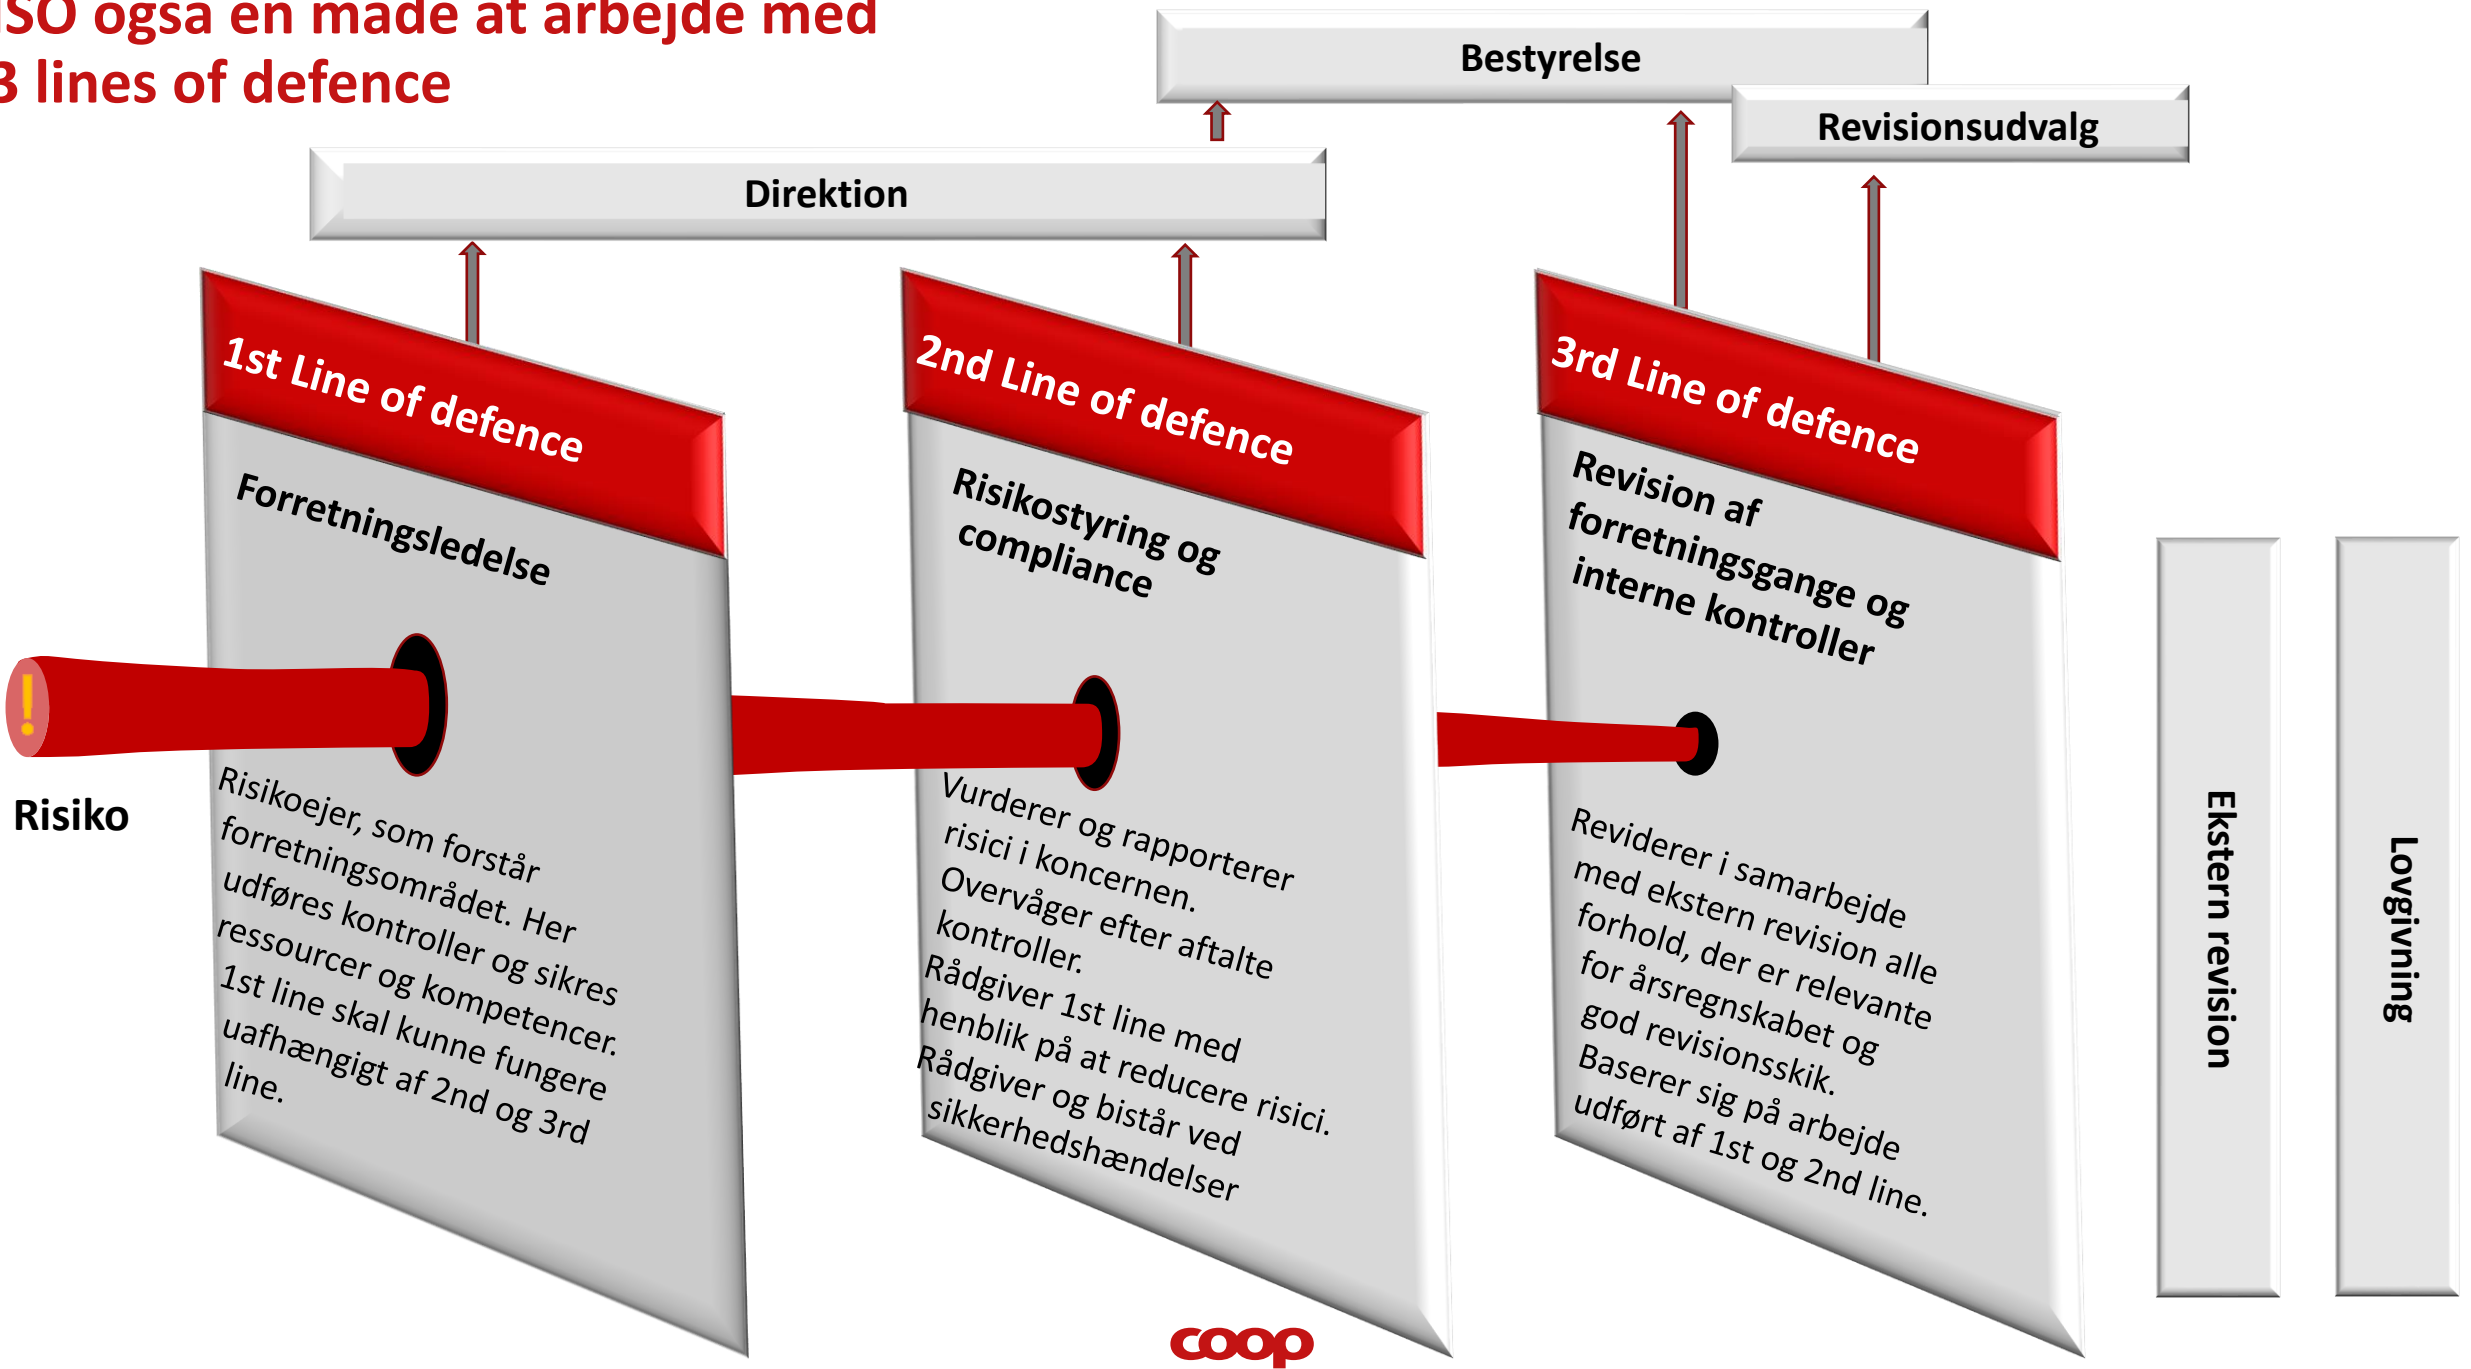 ISO også en måde at arbejde med
3 lines of defence
Bestyrelse
Revisionsudvalg
Direktion
1st Line of defence
Forretningsledelse
Risikoejer, som forstår
forretningsområdet. Her
udføres kontroller og sikres
ressourcer og kompetencer.
1st line skal kunne fungere
uafhængigt af 2nd og 3rd
line.
2nd Line of defence
Risikostyring og
compliance
Vurderer og rapporterer
risici i koncernen.
Overvåger efter aftalte
kontroller.
Rådgiver 1st line med
henblik på at reducere risici.
Rådgiver og bistår ved
sikkerhedshændelser
3rd Line of defence
Revision af
forretningsgange og
interne kontroller
Reviderer i samarbejde
med ekstern revision alle
forhold, der er relevante
for årsregnskabet og
god revisionsskik.
Baserer sig på arbejde
udført af 1st og 2nd line.
!
Risiko
Ekstern revision
Lovgivning
coop